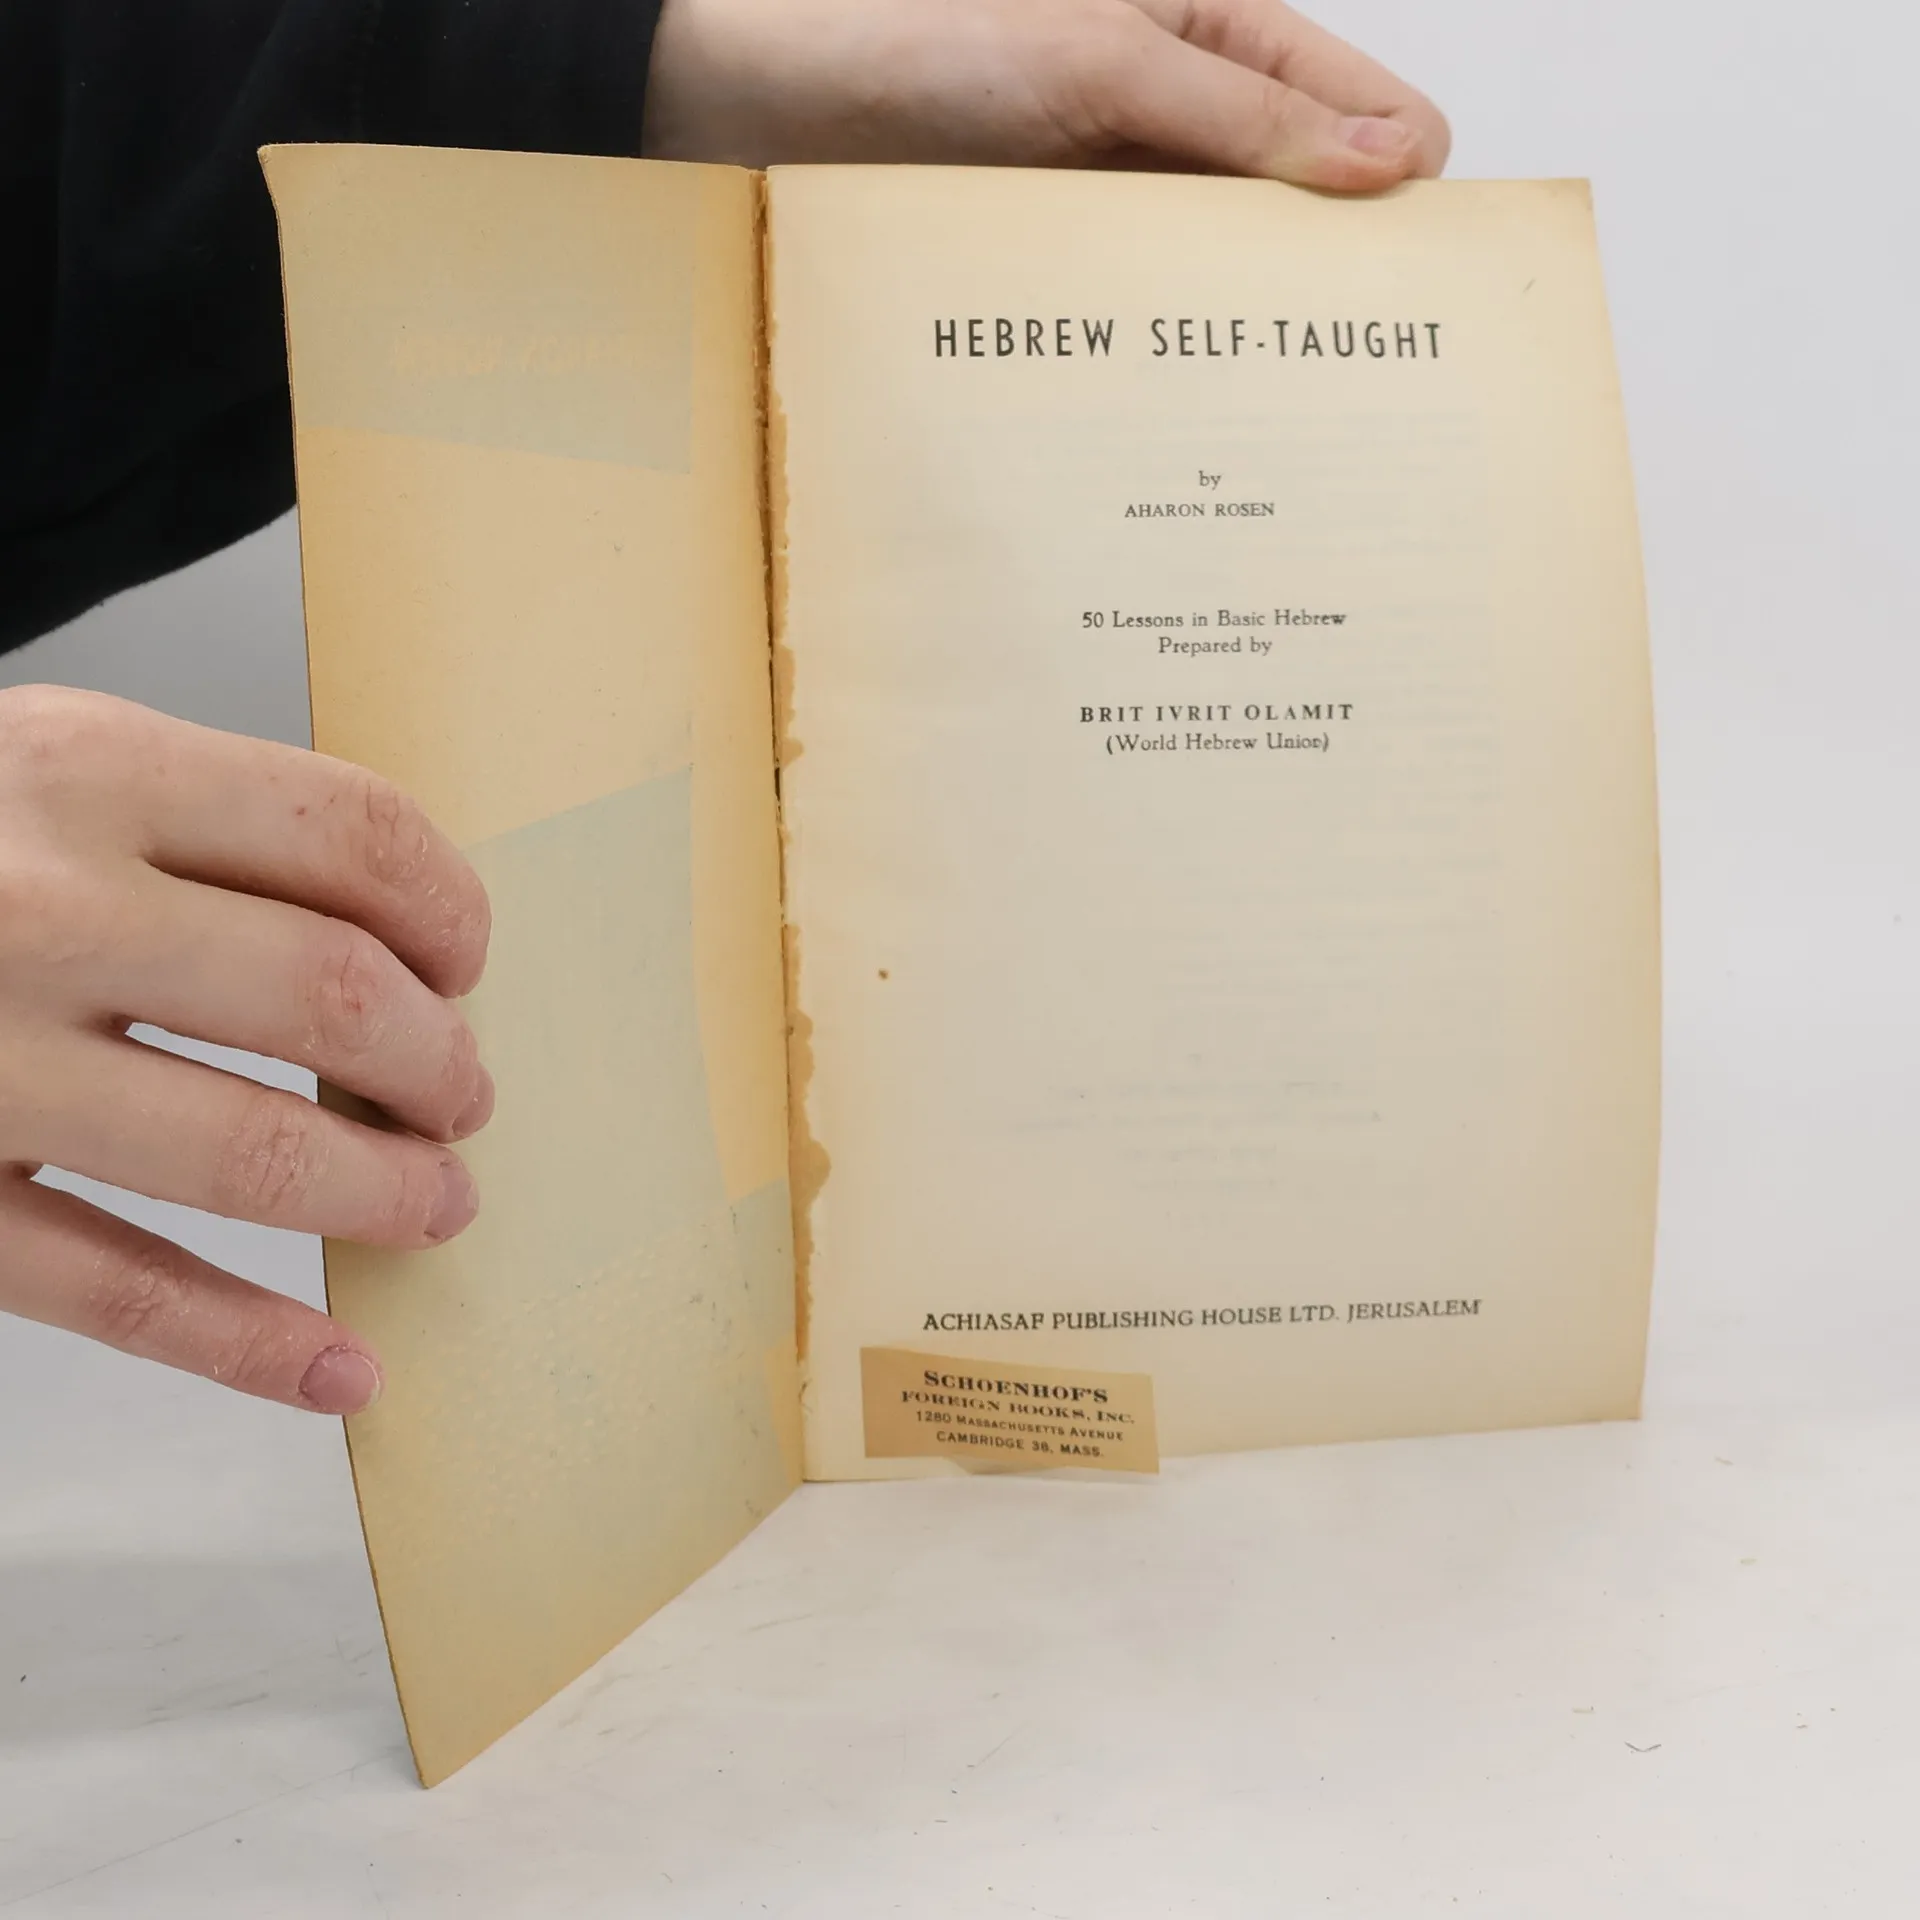 HEBREW SELF-TAUGHT
by
AHARON ROSEN
50 Lessons in Basic Hebrew
Prepared by
BRIT IVRIT OLAMIT
(World Hebrew Union)
ACHIASAF PUBLISHING HOUSE LTD. JERUSALEM
SCHOENHOF'S
FOREIGN BOOKS, INC.
1280 MASSACHUSETTS AVENUE
CAMBRIDGE 38, MASS.